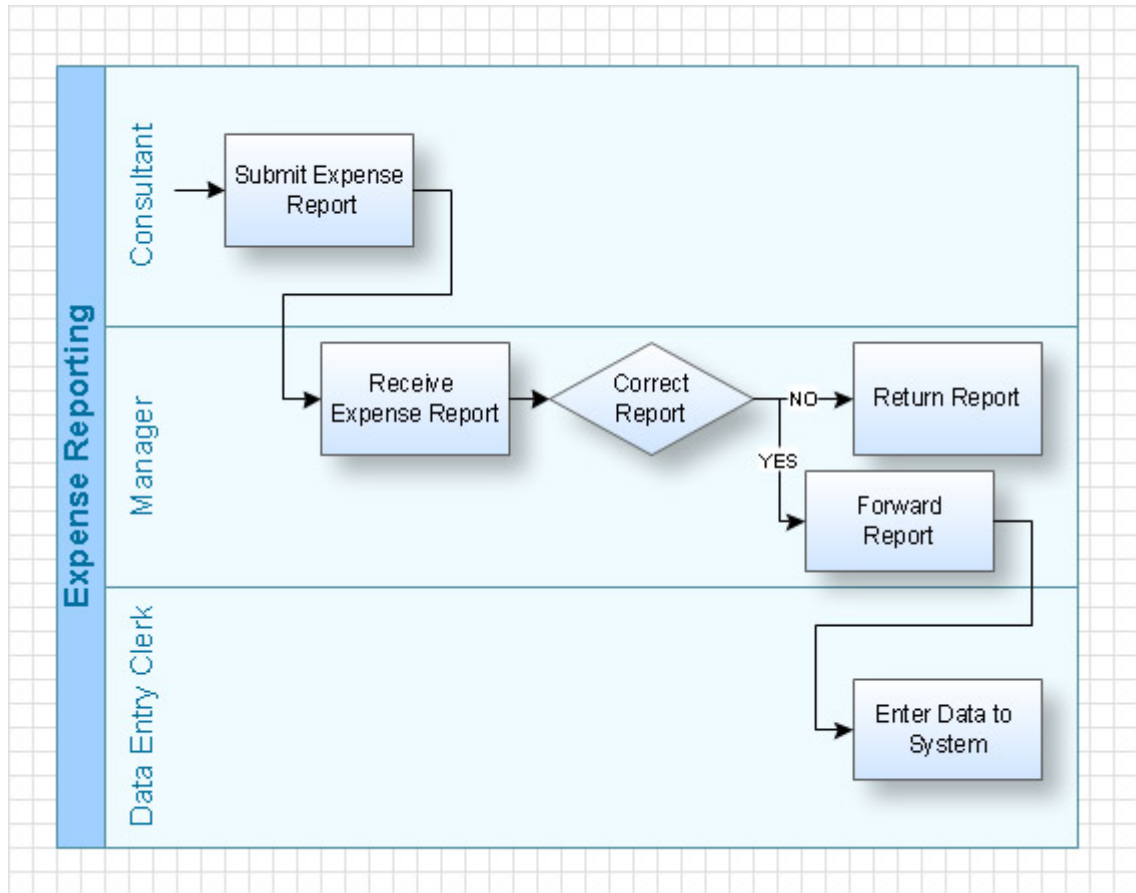 Expense Reporting
Consultant
Submit Expense
Report
Manager
Receive
Expense Report
Correct
Report
NO
Return Report
YES
Forward
Report
Data Entry Clerk
Enter Data to
System